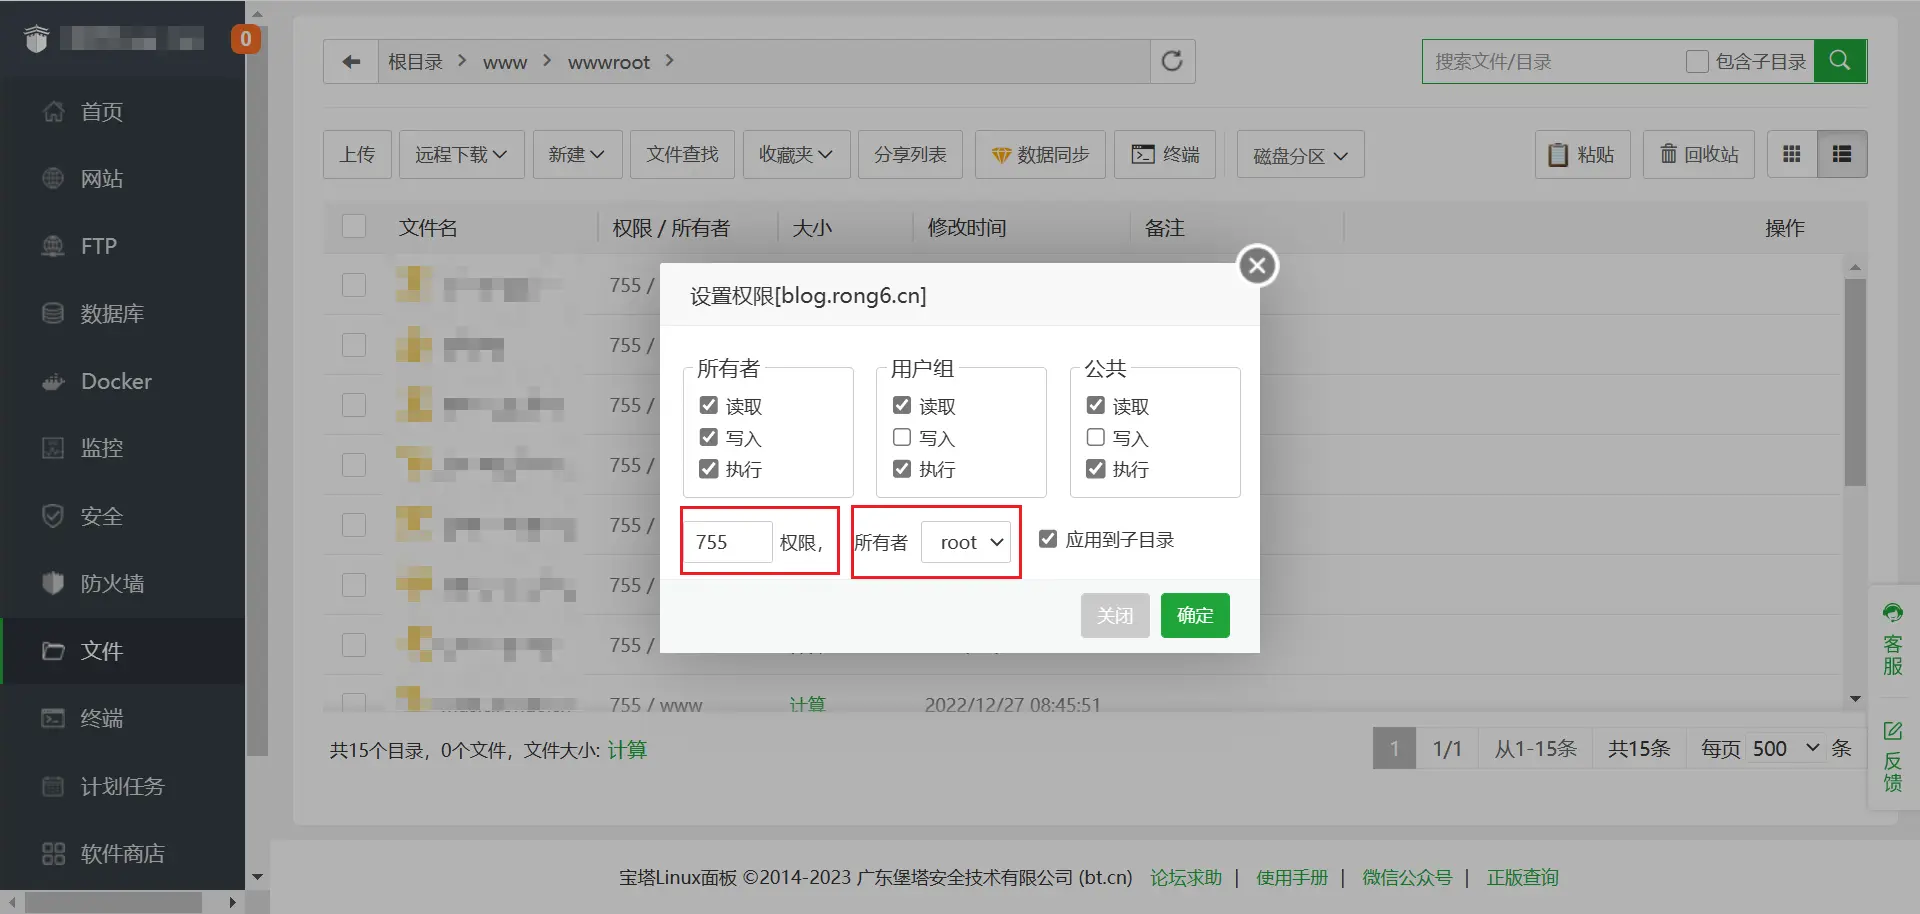 0
首页
网站
FTP
数据库
Docker
监控
安全
防火墙
文件
终端
计划任务
软件商店
根目录 > www > wwwroot >
搜索文件/目录 包含子目录
上传 远程下载 新建 文件查找 收藏夹 分享列表 数据同步 终端 磁盘分区 粘贴 回收站
文件名 权限 / 所有者 大小 修改时间 备注 操作
755 /
755 /
755 /
755 /
755 /
755 /
755 /
755 / www 计算 2022/12/27 08:45:51
设置权限[blog.rong6.cn]
所有者 用户组 公共
读取 读取 读取
写入 写入 写入
执行 执行 执行
755 权限, 所有者 root 应用到子目录
关闭 确定
共15个目录，0个文件，文件大小: 计算
1 1/1 从1-15条 共15条 每页 500 条
客服
反馈
宝塔Linux面板 ©2014-2023 广东堡塔安全技术有限公司 (bt.cn) 论坛求助 | 使用手册 | 微信公众号 | 正版查询